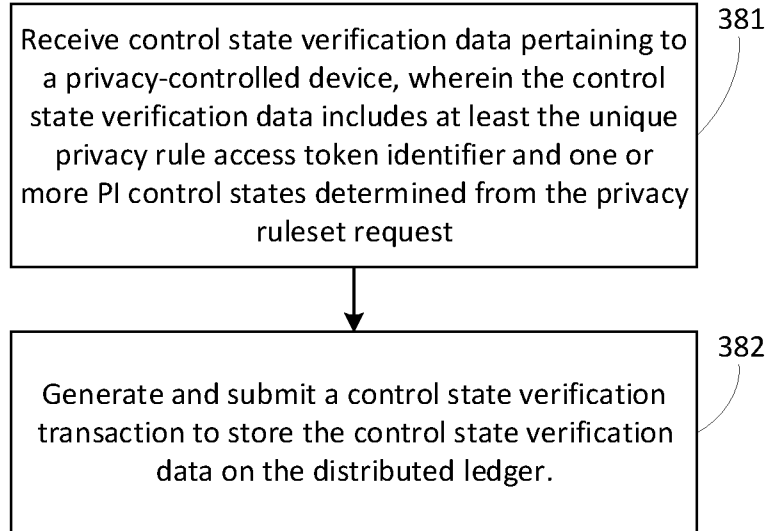 381
Receive control state verification data pertaining to
a privacy-controlled device, wherein the control
state verification data includes at least the unique
privacy rule access token identifier and one or
more PI control states determined from the privacy
ruleset request
382
Generate and submit a control state verification
transaction to store the control state verification
data on the distributed ledger.